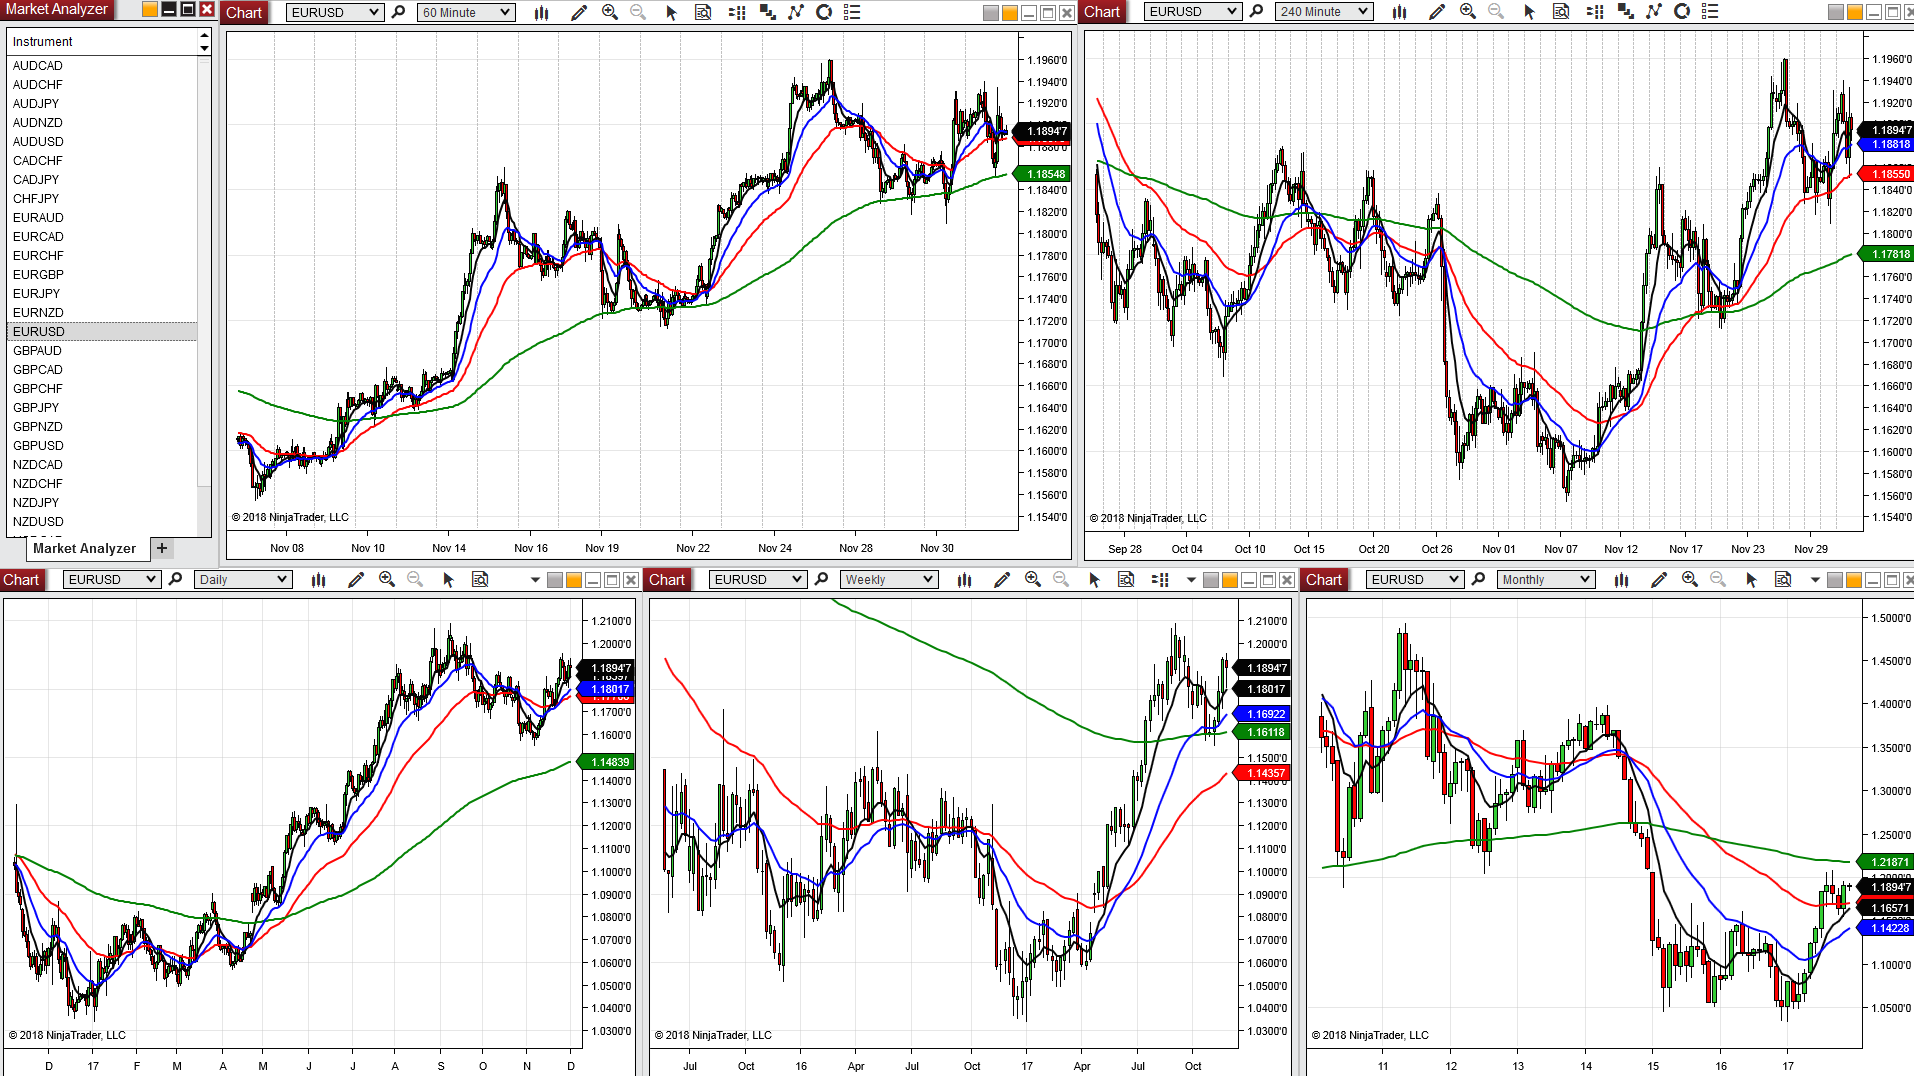 Market Analyzer
Instrument
AUDCAD
AUDCHF
AUDJPY
AUDNZD
AUDUSD
CADCHF
CADJPY
CHFJPY
EURAUD
EURCAD
EURCHF
EURGBP
EURJPY
EURNZD
EURUSD
GBPAUD
GBPCAD
GBPCHF
GBPJPY
GBPNZD
GBPUSD
NZDCAD
NZDCHF
NZDJPY
NZDUSD
Market Analyzer +
Chart EURUSD 60 Minute
1.1960'0
1.1940'0
1.1920'0
1.1894'7
1.1880'0
1.18548
1.1840'0
1.1820'0
1.1800'0
1.1780'0
1.1760'0
1.1740'0
1.1720'0
1.1700'0
1.1680'0
1.1660'0
1.1640'0
1.1620'0
1.1600'0
1.1580'0
1.1560'0
1.1540'0
© 2018 NinjaTrader, LLC
Nov 08 Nov 10 Nov 14 Nov 16 Nov 19 Nov 22 Nov 24 Nov 28 Nov 30
Chart EURUSD 240 Minute
1.1960'0
1.1940'0
1.1920'0
1.1894'7
1.18818
1.18550
1.1840'0
1.1820'0
1.1800'0
1.17818
1.1760'0
1.1740'0
1.1720'0
1.1700'0
1.1680'0
1.1660'0
1.1640'0
1.1620'0
1.1600'0
1.1580'0
1.1560'0
1.1540'0
© 2018 NinjaTrader, LLC
Sep 28 Oct 04 Oct 10 Oct 15 Oct 20 Oct 26 Nov 01 Nov 07 Nov 12 Nov 17 Nov 23 Nov 29
Chart EURUSD Daily
1.2100'0
1.2000'0
1.1894'7
1.18017
1.1700'0
1.1600'0
1.14839
1.1400'0
1.1300'0
1.1200'0
1.1100'0
1.1000'0
1.0900'0
1.0800'0
1.0700'0
1.0600'0
1.0500'0
1.0400'0
1.0300'0
© 2018 NinjaTrader, LLC
D 17 F M A M J J A S O N D
Chart EURUSD Weekly
1.2100'0
1.2000'0
1.1894'7
1.18017
1.16922
1.16118
1.1500'0
1.14357
1.1300'0
1.1200'0
1.1100'0
1.1000'0
1.0900'0
1.0800'0
1.0700'0
1.0600'0
1.0500'0
1.0400'0
1.0300'0
© 2018 NinjaTrader, LLC
Jul Oct 16 Apr Jul Oct 17 Apr Jul Oct
Chart EURUSD Monthly
1.5000'0
1.4500'0
1.4000'0
1.3500'0
1.3000'0
1.2500'0
1.21871
1.1894'7
1.16571
1.14228
1.1000'0
1.0500'0
© 2018 NinjaTrader, LLC
11 12 13 14 15 16 17